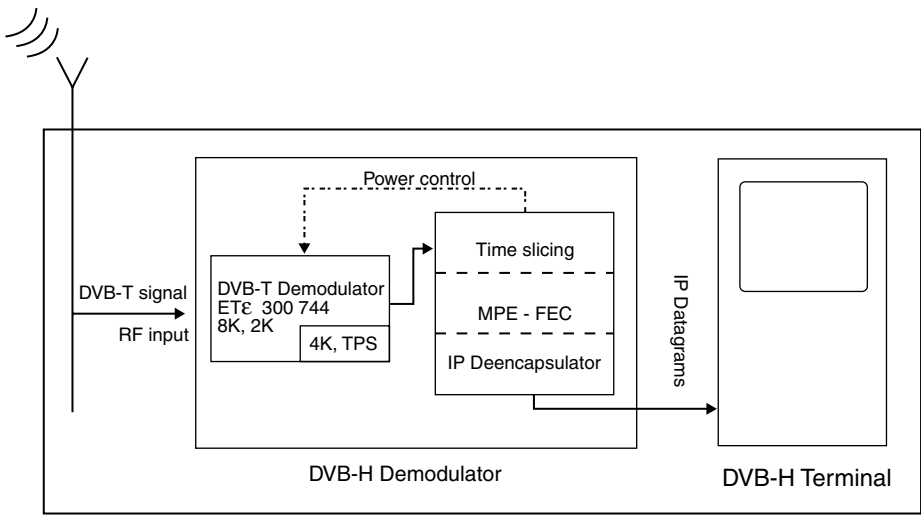 Power control
Time slicing
DVB-T Demodulator
ETƐ 300 744
8K, 2K
4K, TPS
MPE - FEC
IP Deencapsulator
DVB-T signal
RF input
IP Datagrams
DVB-H Demodulator
DVB-H Terminal